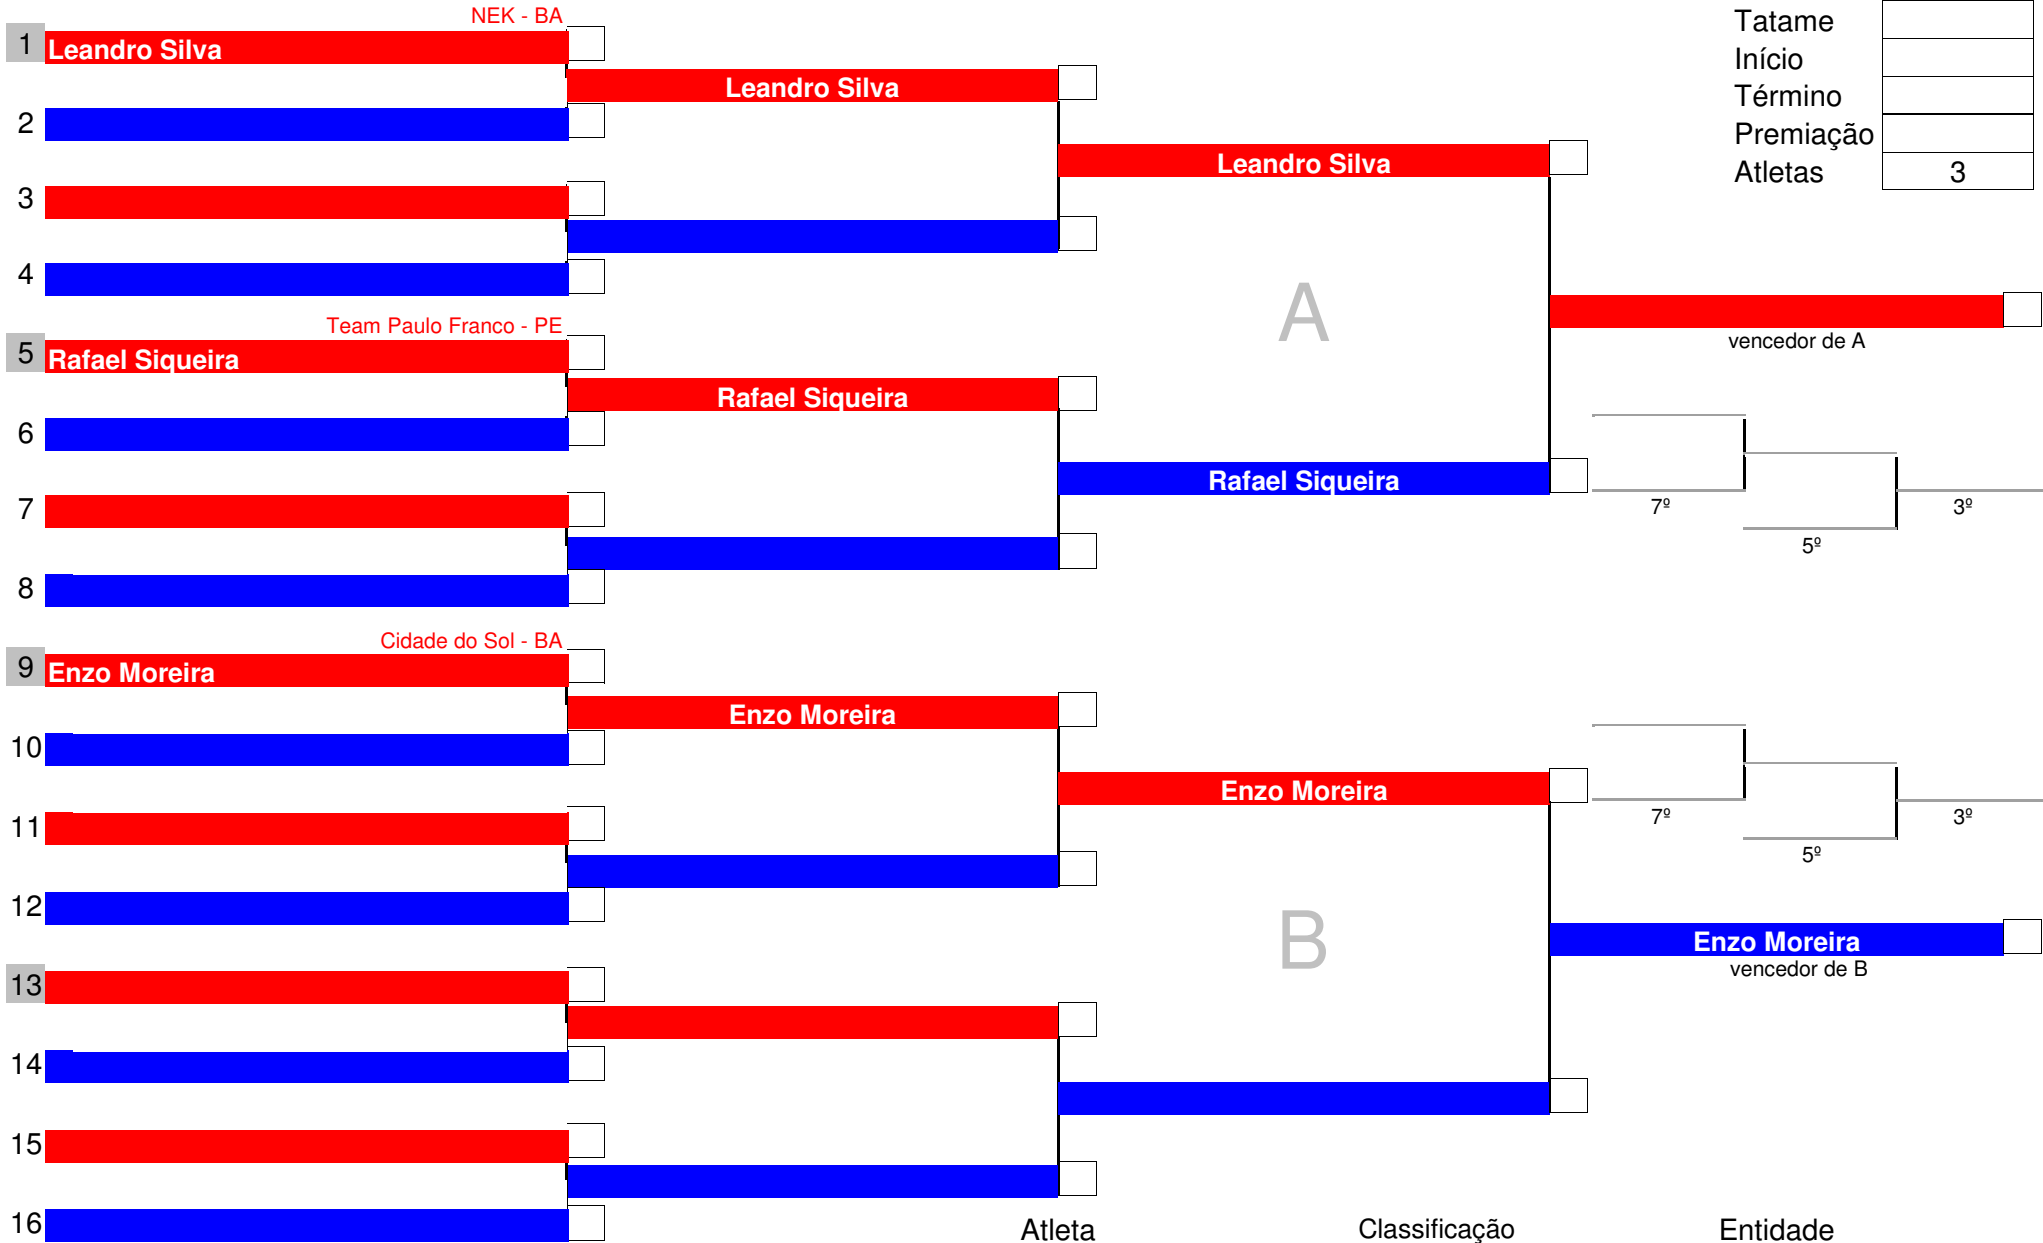 NEK - BA
1 Leandro Silva
Leandro Silva
2
Leandro Silva
3
4
Team Paulo Franco - PE
5 Rafael Siqueira
Rafael Siqueira
6
Rafael Siqueira
7
8
Cidade do Sol - BA
9 Enzo Moreira
Enzo Moreira
10
Enzo Moreira
11
12
13
14
15
16
A
B
Tatame
Início
Término
Premiação
Atletas 3
vencedor de A
7º
3º
5º
7º
3º
5º
Enzo Moreira
vencedor de B
Atleta Classificação Entidade